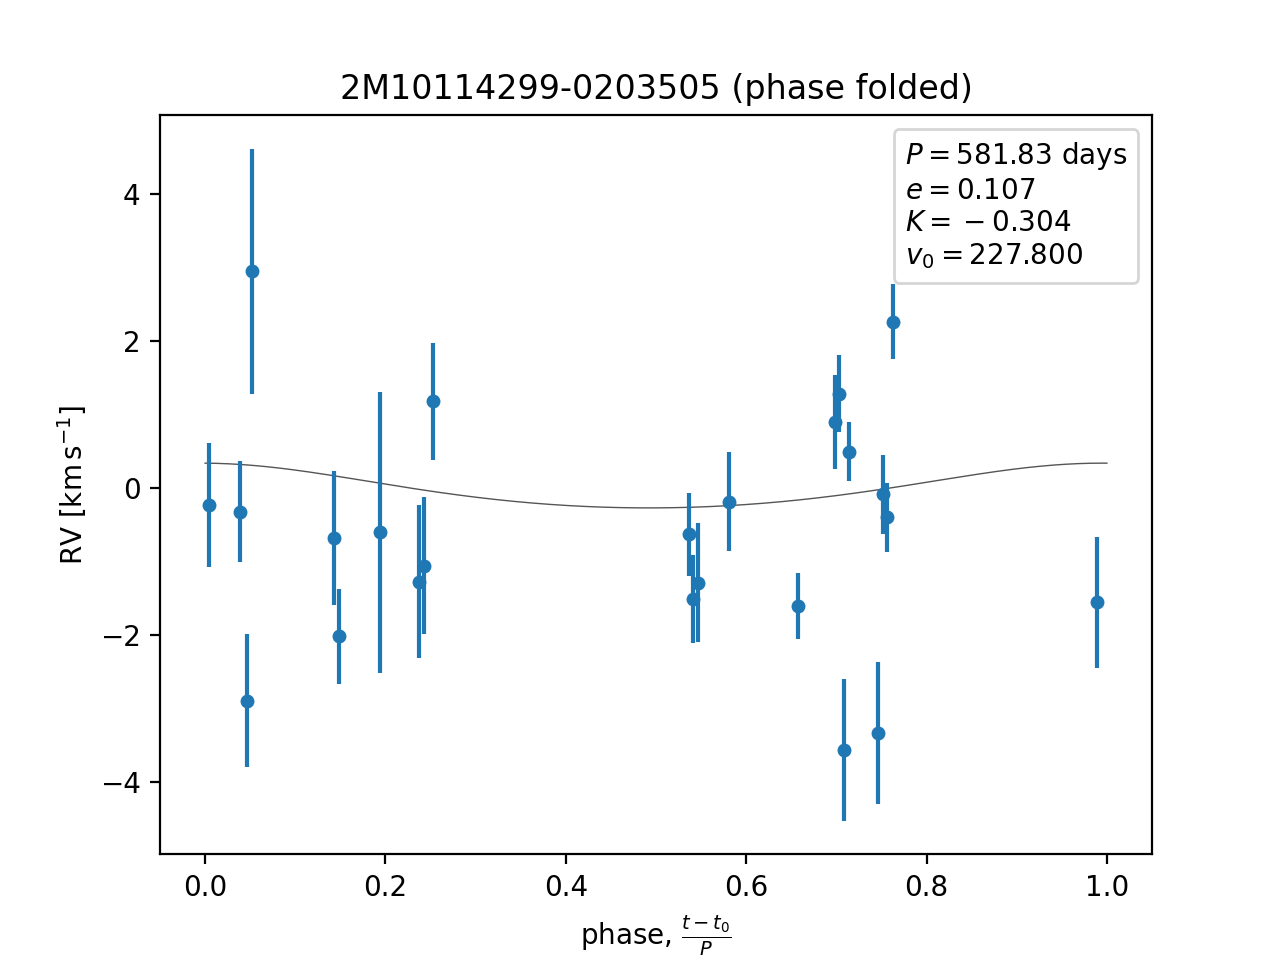 2M10114299-0203505 (phase folded)
P = 581.83 days
e = 0.107
K = −0.304
v₀ = 227.800
4
2
0
−2
−4
RV [km s⁻¹]
0.0 0.2 0.4 0.6 0.8 1.0
phase, (t − t₀)/P